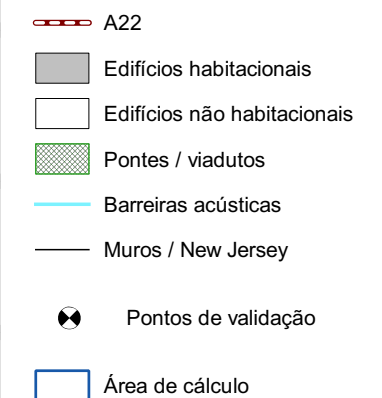 A22
Edifícios habitacionais
Edifícios não habitacionais
Pontes / viadutos
Barreiras acústicas
Muros / New Jersey
Pontos de validação
Área de cálculo